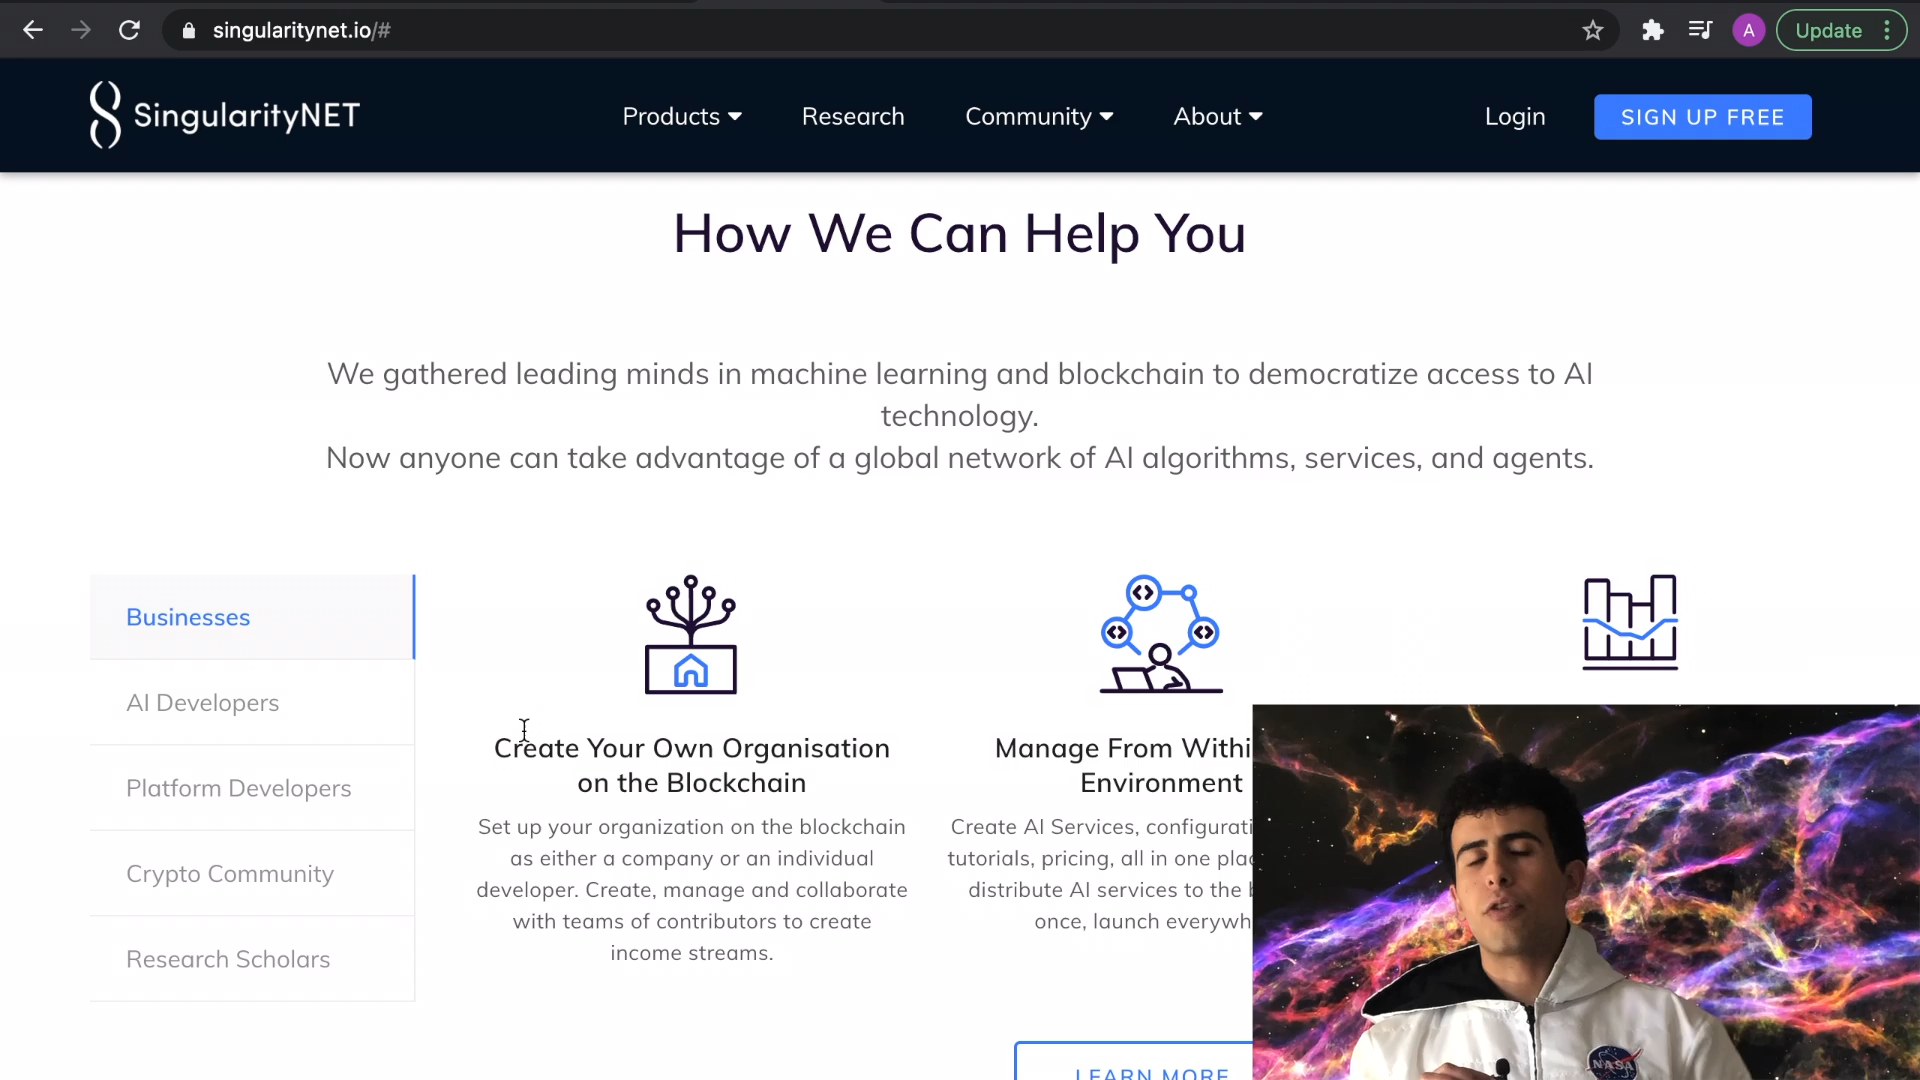 singularitynet.io/#
A
Update
SingularityNET
Products
Research
Community
About
Login
SIGN UP FREE
How We Can Help You
We gathered leading minds in machine learning and blockchain to democratize access to AI
technology.
Now anyone can take advantage of a global network of AI algorithms, services, and agents.
Businesses
AI Developers
Platform Developers
Crypto Community
Research Scholars
Create Your Own Organisation
on the Blockchain
Set up your organization on the blockchain
as either a company or an individual
developer. Create, manage and collaborate
with teams of contributors to create
income streams.
Manage From Withi
Environment
Create AI Services, configurati
tutorials, pricing, all in one plac
distribute AI services to the
once, launch everywh
LEARN MORE
NASA